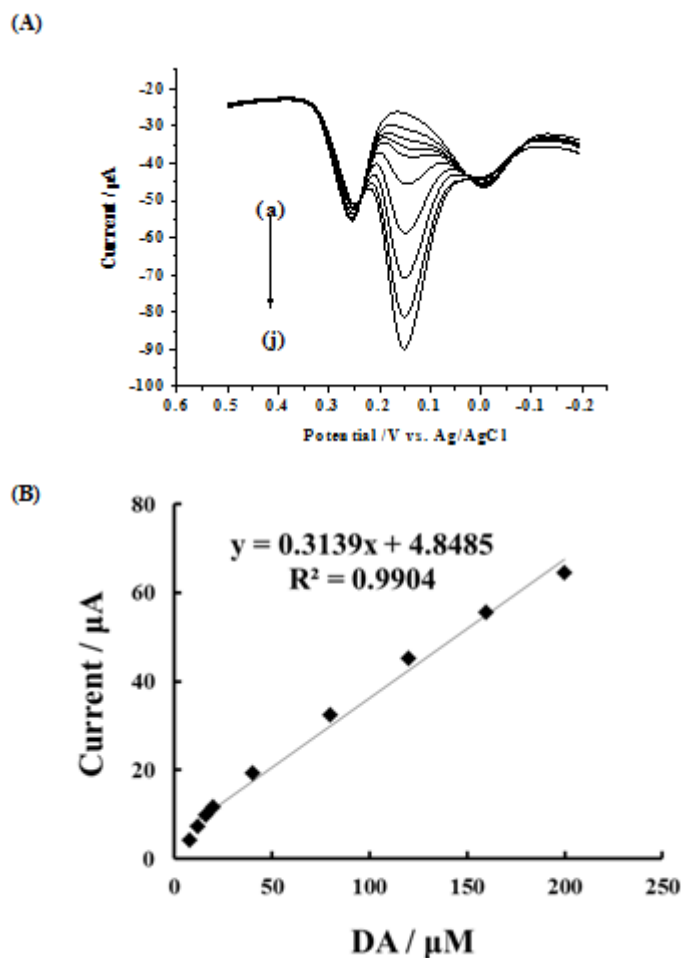 (A)
-20
-30
-40
-50
-60
-70
-80
-90
-100
Current / µA
(a)
(j)
0.6 0.5 0.4 0.3 0.2 0.1 0.0 -0.1 -0.2
Potential /V vs. Ag/AgCl
(B)
80
60
40
20
0
Current / µA
y = 0.3139x + 4.8485
R² = 0.9904
0 50 100 150 200 250
DA / µM